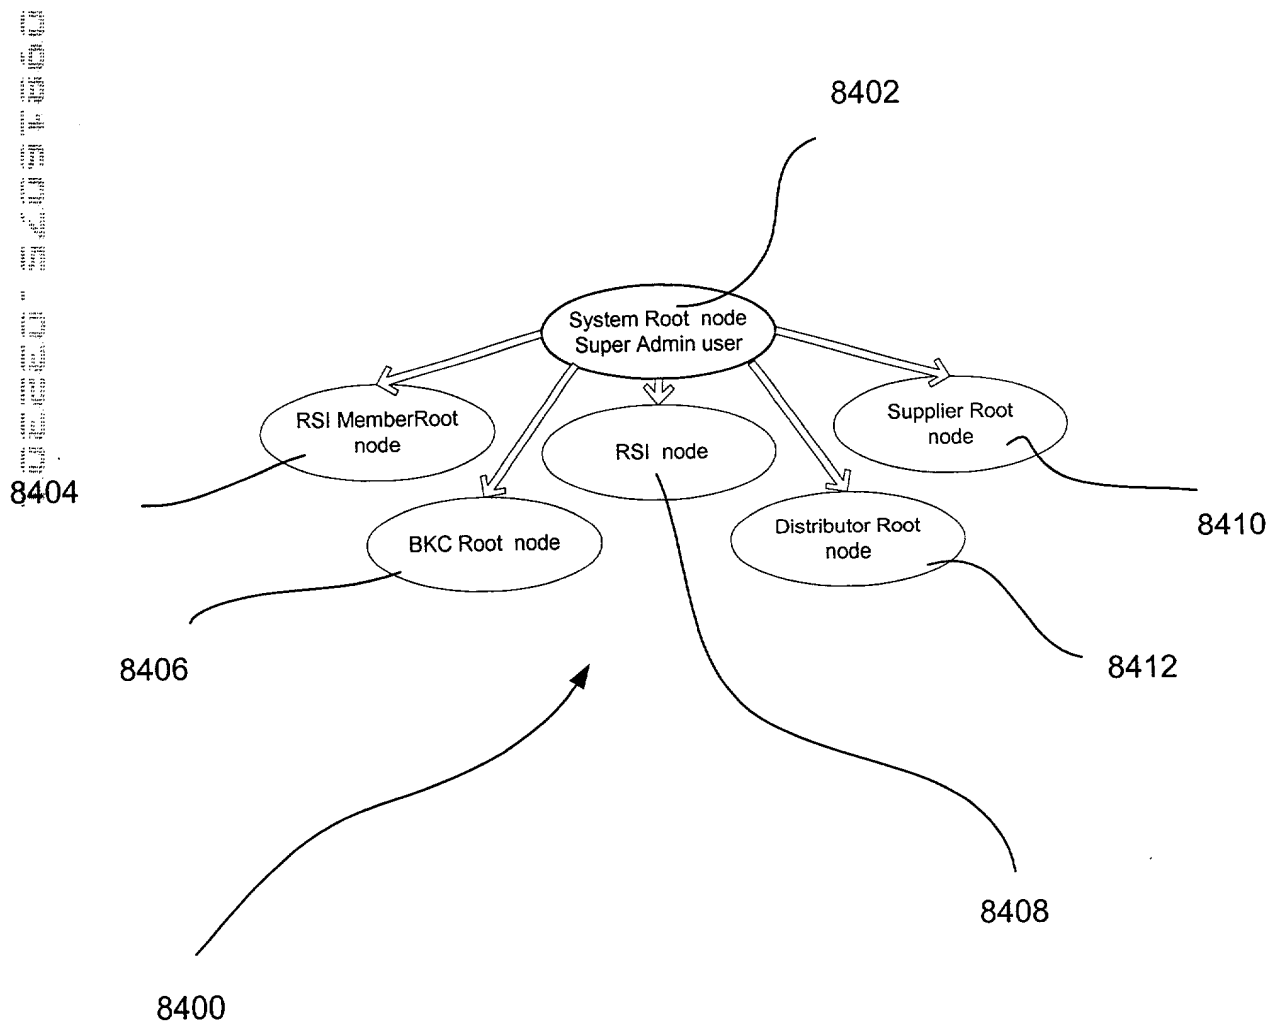 8402
System Root node
Super Admin user
RSI MemberRoot
node
Supplier Root
node
RSI node
8404
8410
BKC Root node
Distributor Root
node
8406
8412
8408
8400